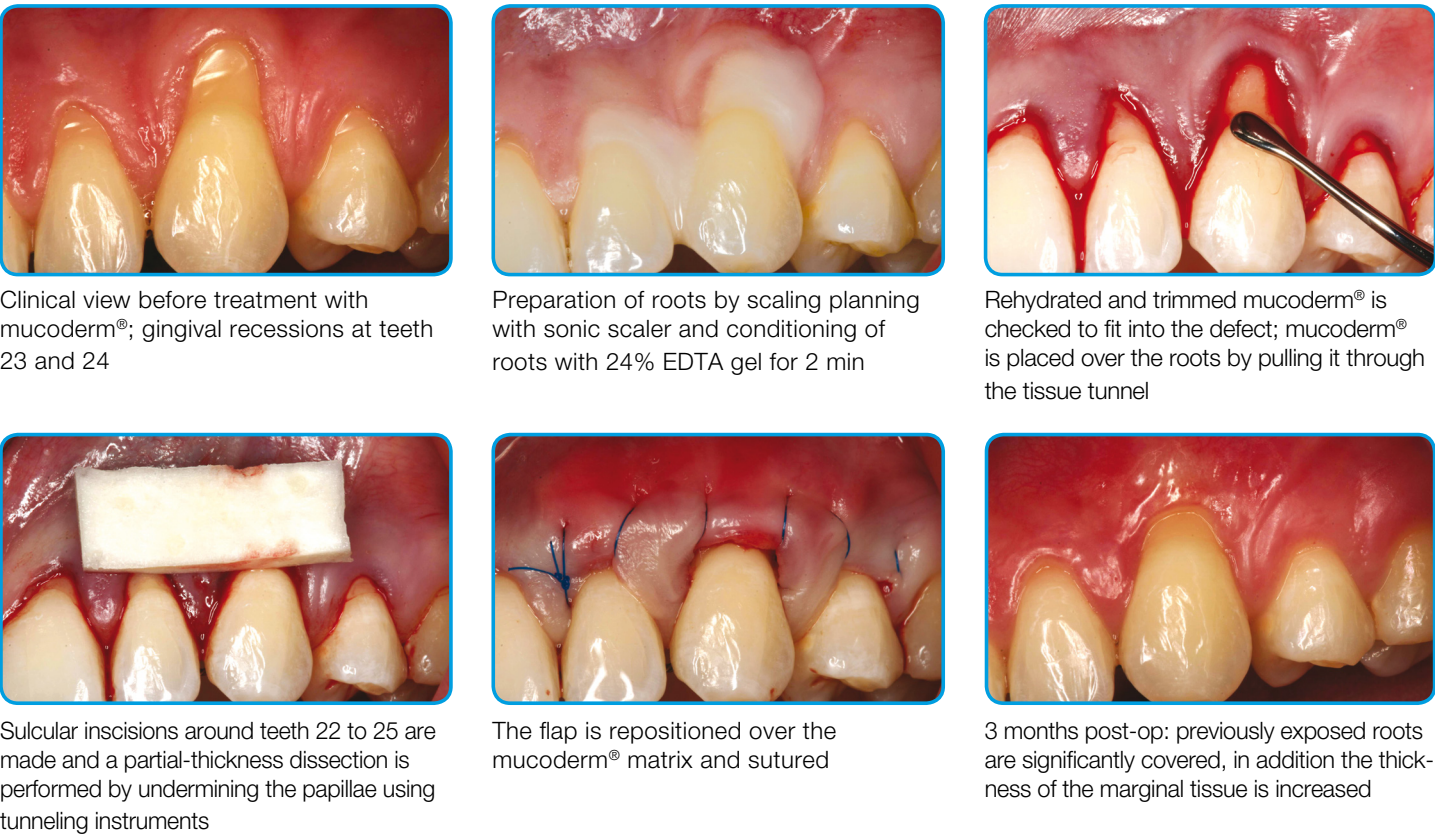 Clinical view before treatment with
mucoderm®; gingival recessions at teeth
23 and 24
Preparation of roots by scaling planning
with sonic scaler and conditioning of
roots with 24% EDTA gel for 2 min
Rehydrated and trimmed mucoderm® is
checked to fit into the defect; mucoderm®
is placed over the roots by pulling it through
the tissue tunnel
Sulcular inscisions around teeth 22 to 25 are
made and a partial-thickness dissection is
performed by undermining the papillae using
tunneling instruments
The flap is repositioned over the
mucoderm® matrix and sutured
3 months post-op: previously exposed roots
are significantly covered, in addition the thick-
ness of the marginal tissue is increased